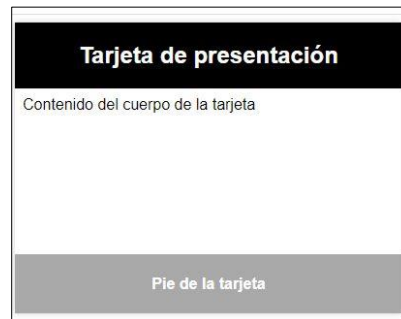 Tarjeta de presentación
Contenido del cuerpo de la tarjeta
Pie de la tarjeta